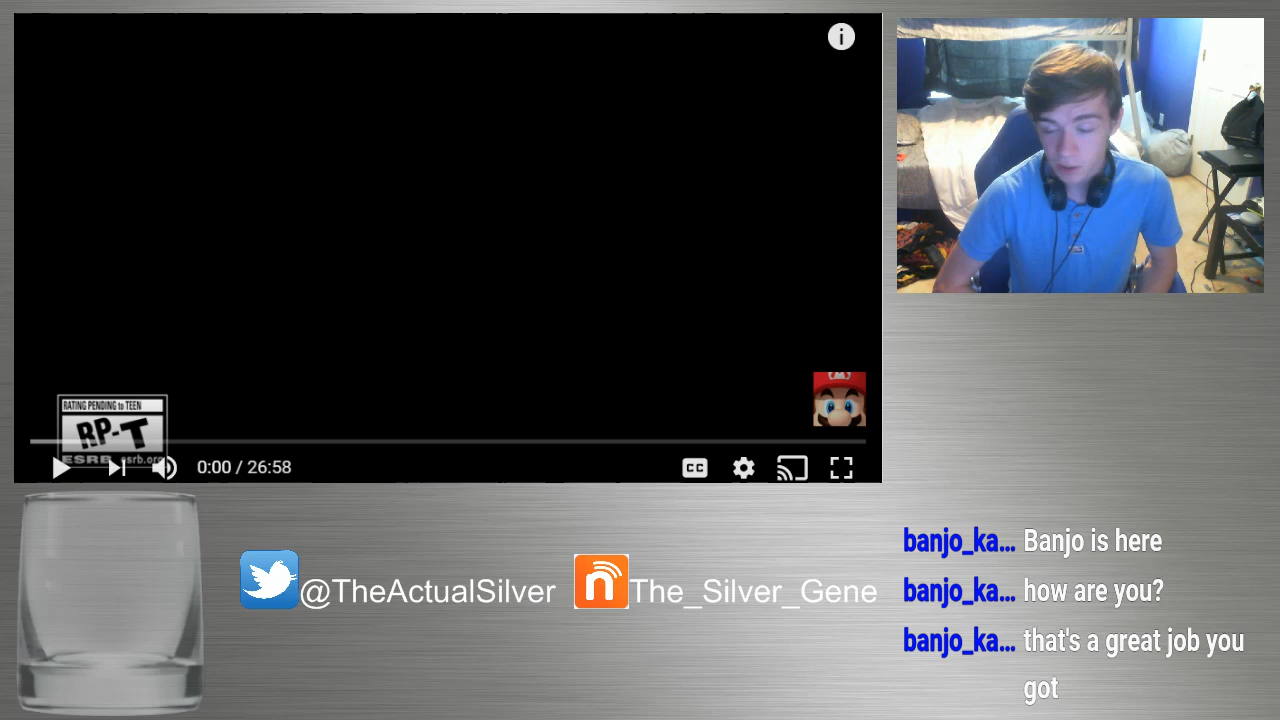 i
RATING PENDING to TEEN
RP-T
ESRB esrb.org
M
0:00 / 26:58
CC
@TheActualSilver
n
The_Silver_Gene
banjo_ka... Banjo is here
banjo_ka... how are you?
banjo_ka... that's a great job you
got